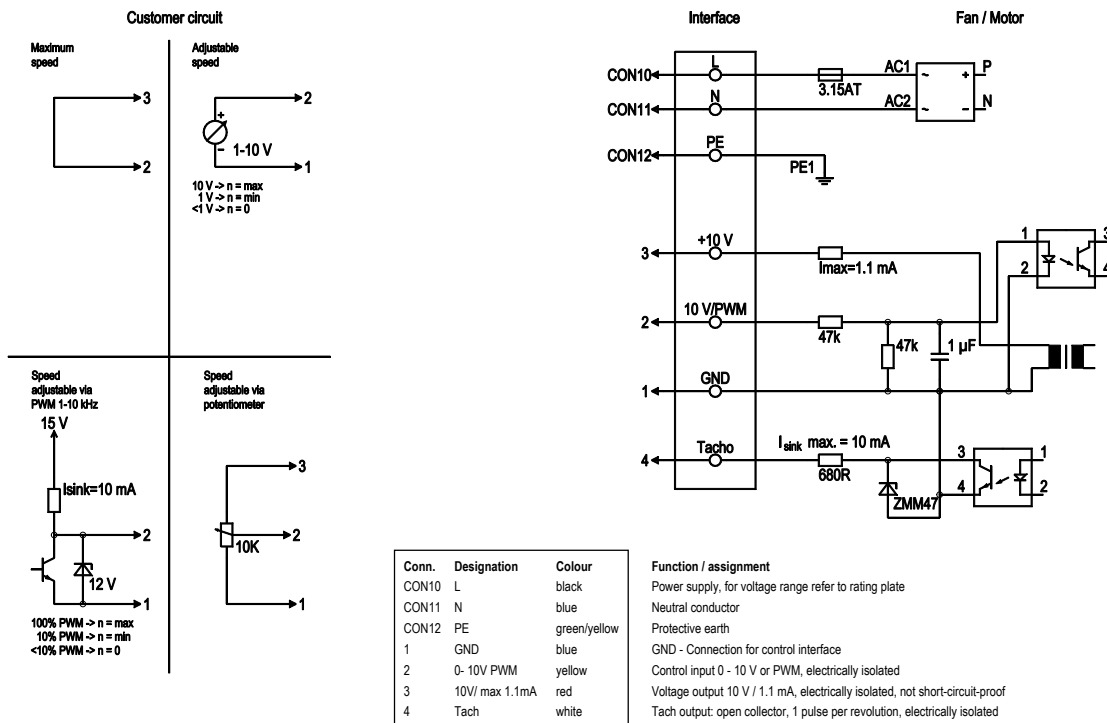 Customer circuit
Interface
Fan / Motor
Maximum
speed
3
2
Adjustable
speed
2
+
1-10 V
−
1
10 V -> n = max
1 V -> n = min
<1 V -> n = 0
Speed
adjustable via
PWM 1-10 kHz
15 V
Isink=10 mA
2
12 V
1
100% PWM -> n = max
10% PWM -> n = min
<10% PWM -> n = 0
Speed
adjustable via
potentiometer
3
2
10K
1
CON10 L 3.15AT AC1 ~ + P
CON11 N AC2 ~ − N
CON12 PE PE1
3 +10 V Imax=1.1 mA
1 3
2 4
2 10 V/PWM 47k 47k 1 µF
1 GND
4 Tacho Isink max. = 10 mA 680R ZMM47
3 1
4 2
Conn. Designation Colour Function / assignment
CON10 L black Power supply, for voltage range refer to rating plate
CON11 N blue Neutral conductor
CON12 PE green/yellow Protective earth
1 GND blue GND - Connection for control interface
2 0- 10V PWM yellow Control input 0 - 10 V or PWM, electrically isolated
3 10V/ max 1.1mA red Voltage output 10 V / 1.1 mA, electrically isolated, not short-circuit-proof
4 Tach white Tach output: open collector, 1 pulse per revolution, electrically isolated